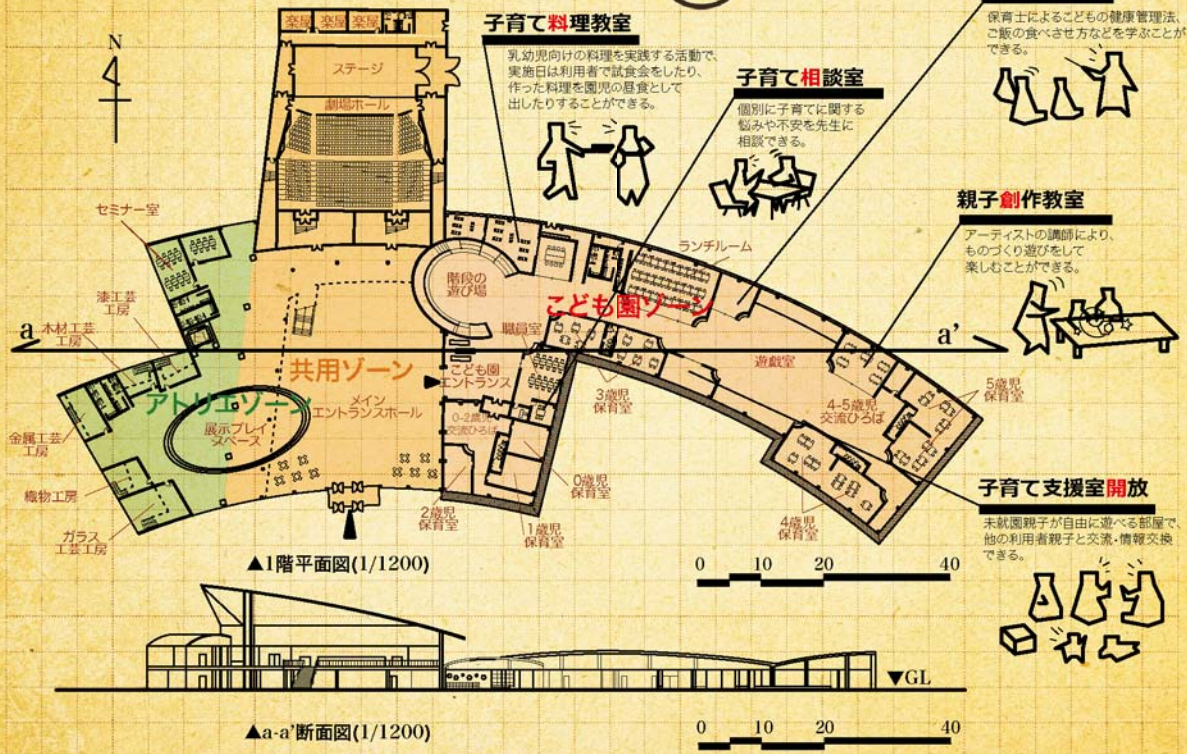 楽屋
楽屋
楽屋
ステージ
劇場ホール
N
子育て料理教室
乳幼児向けの料理を実践する活動で、
実施日は利用者で試食会をしたり、
作った料理を園児の昼食として
出したりすることができる。
子育て相談室
個別に子育てに関する
悩みや不安を先生に
相談できる。
保育士によるこどもの健康管理法、
ご飯の食べさせ方などを学ぶことが
できる。
親子創作教室
アーティストの講師により、
ものづくり遊びをして
楽しむことができる。
子育て支援室開放
未就園親子が自由に遊べる部屋で、
他の利用者親子と交流・情報交換
できる。
セミナー室
漆工芸
工房
木材工芸
工房
金属工芸
工房
織物工房
ガラス
工芸工房
a
a'
アトリエゾーン
展示プレイ
スペース
共用ゾーン
メイン
エントランスホール
階段の
遊び場
職員室
こども園
エントランス
こども園ゾーン
ランチルーム
遊戯室
0-2歳児
交流ひろば
0歳児
保育室
1歳児
保育室
2歳児
保育室
3歳児
保育室
4-5歳児
交流ひろば
4歳児
保育室
5歳児
保育室
▲1階平面図(1/1200)
0 10 20 40
▼GL
▲a-a'断面図(1/1200)
0 10 20 40